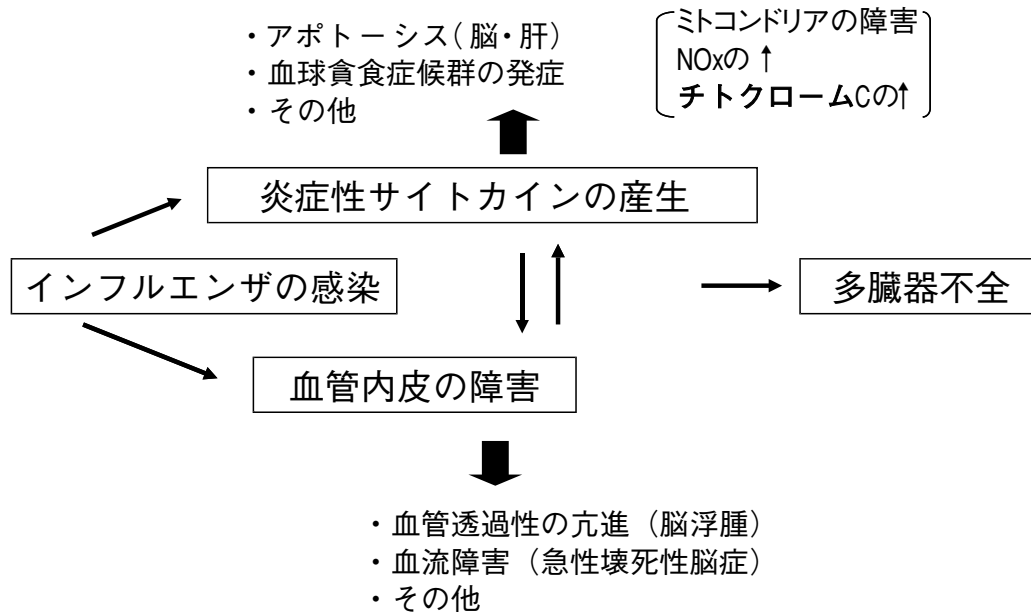 ・アポトーシス(脳・肝)
・血球貪食症候群の発症
・その他
ミトコンドリアの障害
NOxの ↑
チトクロームCの↑
炎症性サイトカインの産生
インフルエンザの感染
多臓器不全
血管内皮の障害
・血管透過性の亢進（脳浮腫）
・血流障害（急性壊死性脳症）
・その他